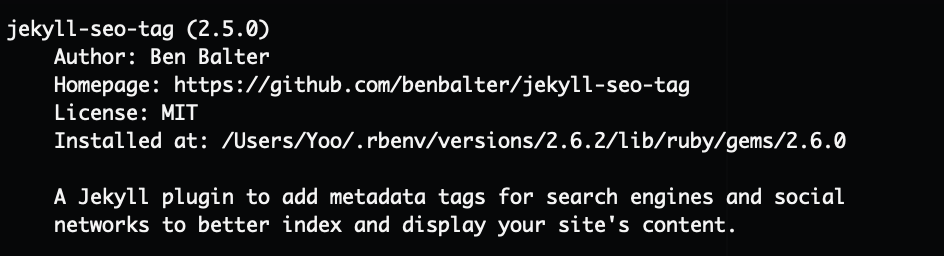 jekyll-seo-tag (2.5.0)
Author: Ben Balter
Homepage: https://github.com/benbalter/jekyll-seo-tag
License: MIT
Installed at: /Users/Yoo/.rbenv/versions/2.6.2/lib/ruby/gems/2.6.0
A Jekyll plugin to add metadata tags for search engines and social
networks to better index and display your site's content.